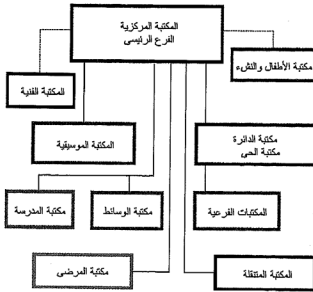 المكتبة المركزية
الفرع الرئيسى
مكتبة الأطفال والنشء
المكتبة الفنية
المكتبة الموسيقية
مكتبة الدائرة
مكتبة الحى
مكتبة المدرسة
مكتبة الوسائط
المكتبات الفرعية
مكتبة المرضى
المكتبة المتنقلة